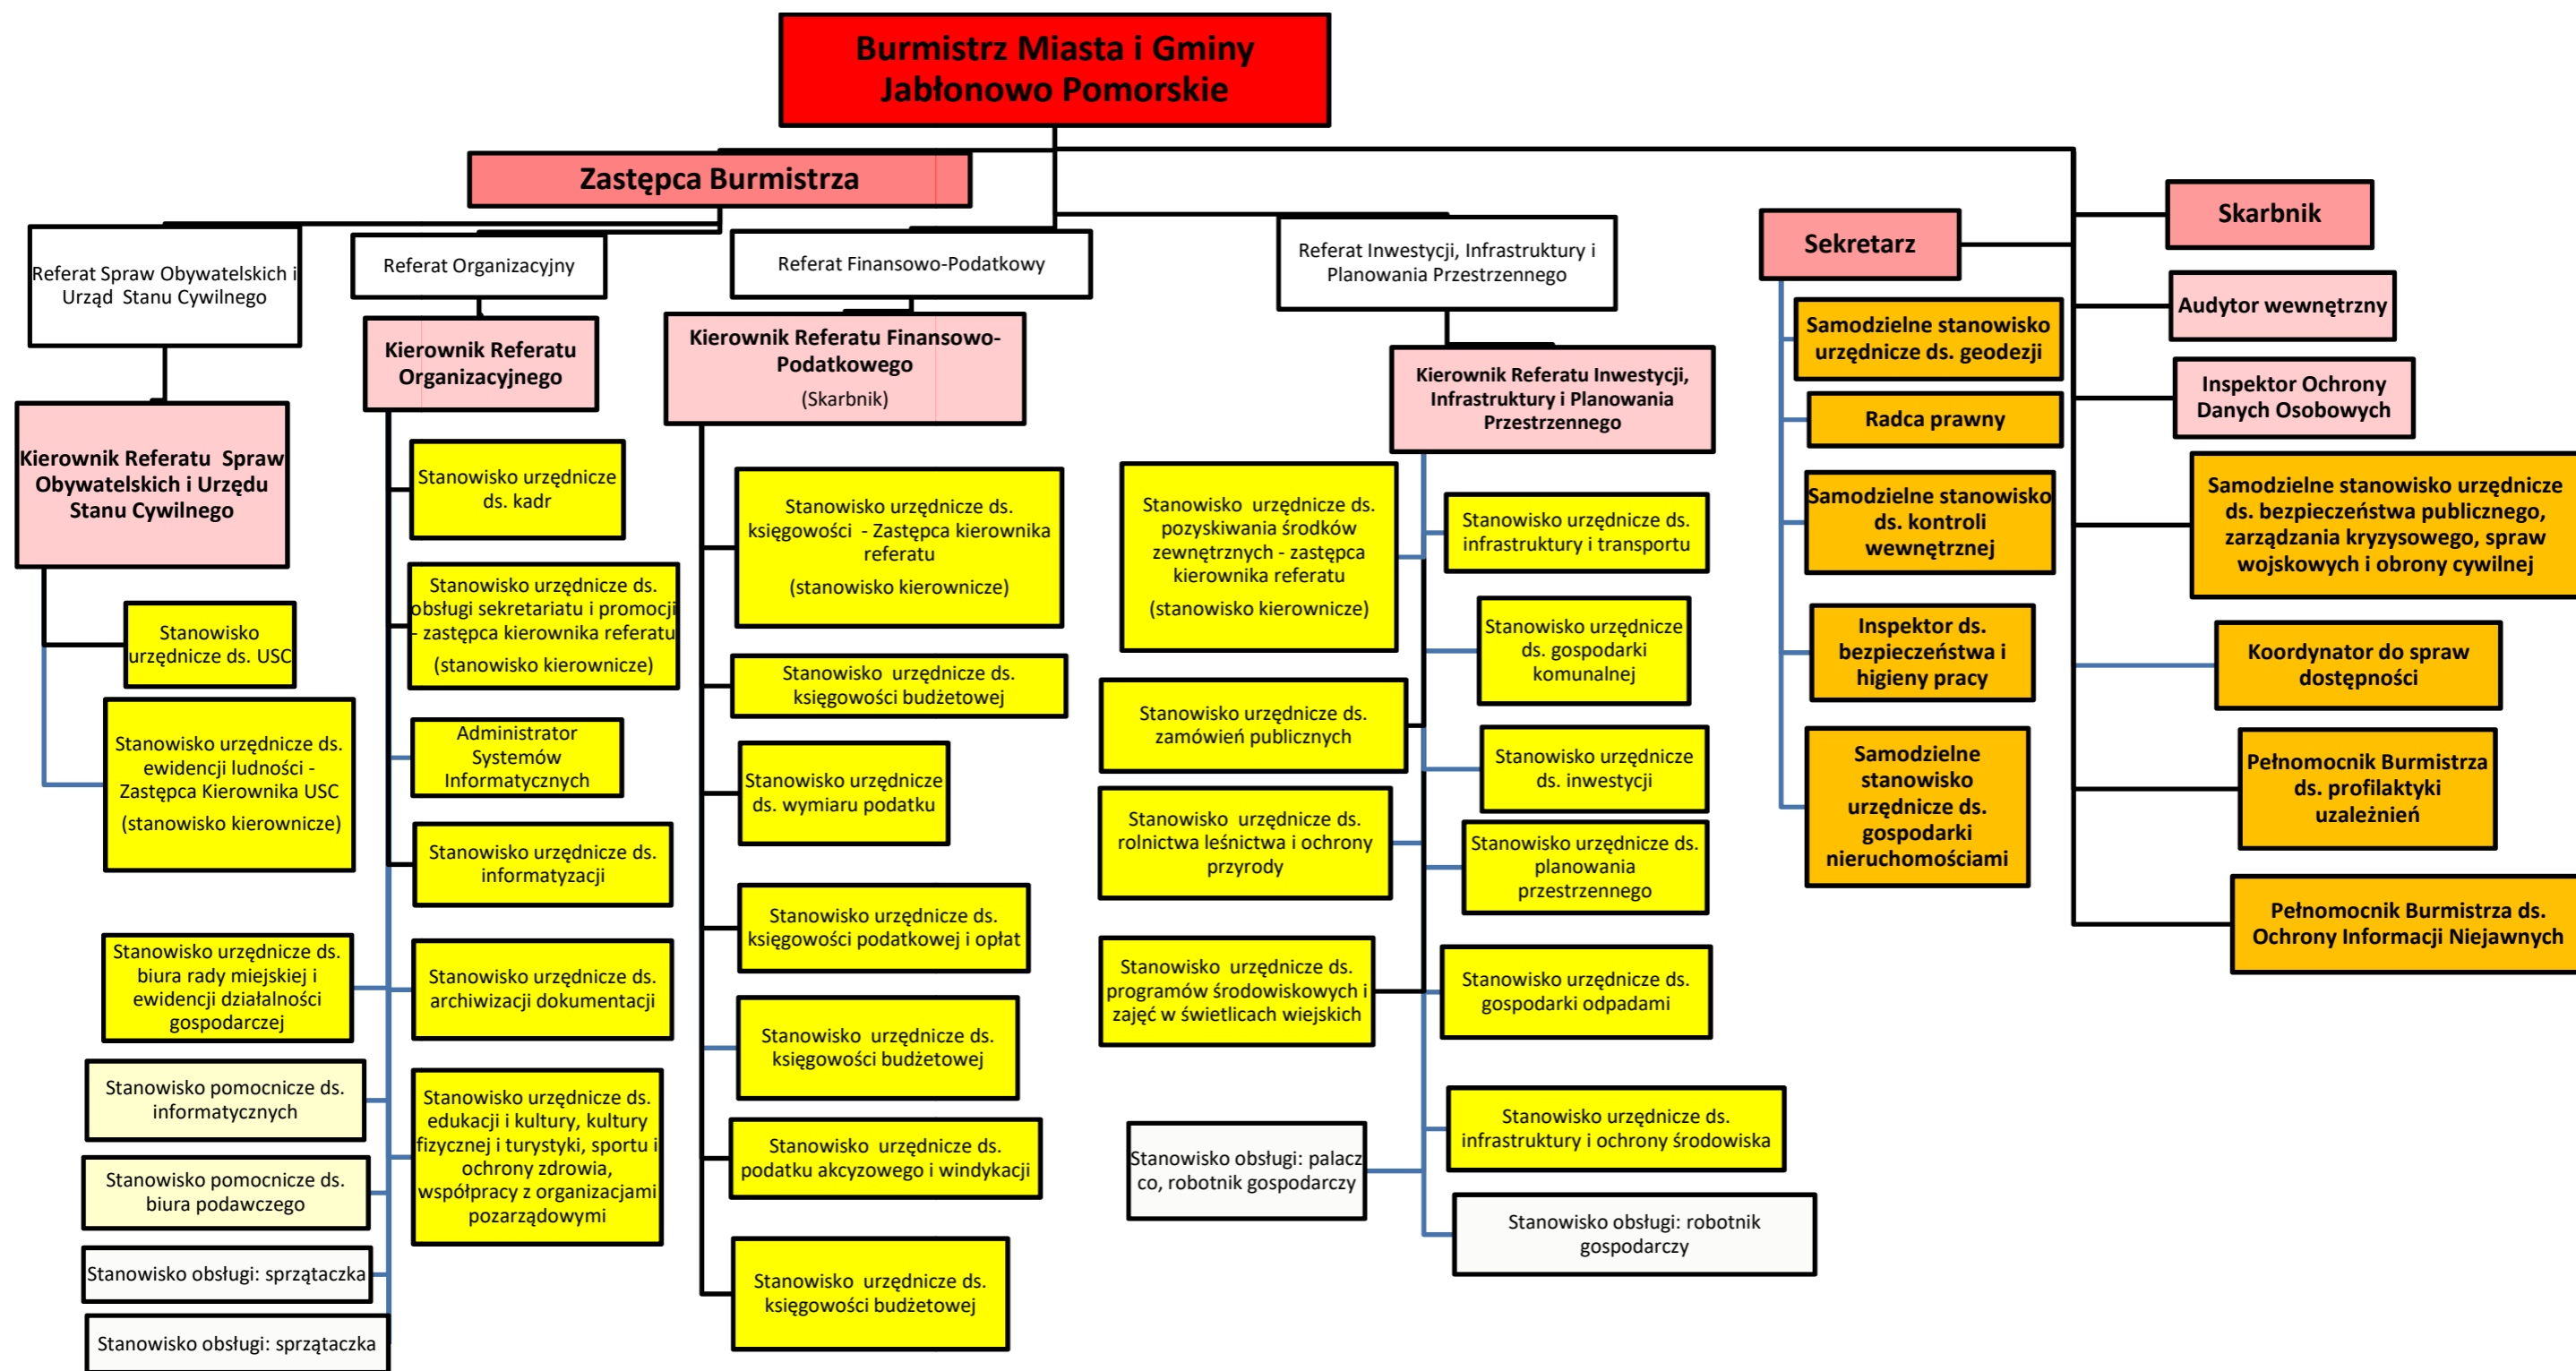 Burmistrz Miasta i Gminy
Jabłonowo Pomorskie
Zastępca Burmistrza
Skarbnik
Sekretarz
Referat Spraw Obywatelskich i
Urząd Stanu Cywilnego
Referat Organizacyjny
Referat Finansowo-Podatkowy
Referat Inwestycji, Infrastruktury i
Planowania Przestrzennego
Kierownik Referatu Spraw
Obywatelskich i Urzędu
Stanu Cywilnego
Stanowisko
urzędnicze ds. USC
Stanowisko urzędnicze ds.
ewidencji ludności -
Zastępca Kierownika USC
(stanowisko kierownicze)
Kierownik Referatu
Organizacyjnego
Stanowisko urzędnicze
ds. kadr
Stanowisko urzędnicze ds.
obsługi sekretariatu i promocji
- zastępca kierownika referatu
(stanowisko kierownicze)
Administrator
Systemów
Informatycznych
Stanowisko urzędnicze ds.
informatyzacji
Stanowisko urzędnicze ds.
biura rady miejskiej i
ewidencji działalności
gospodarczej
Stanowisko urzędnicze ds.
archiwizacji dokumentacji
Stanowisko pomocnicze ds.
informatycznych
Stanowisko urzędnicze ds.
edukacji i kultury, kultury
fizycznej i turystyki, sportu i
ochrony zdrowia,
współpracy z organizacjami
pozarządowymi
Stanowisko pomocnicze ds.
biura podawczego
Stanowisko obsługi: sprzątaczka
Stanowisko obsługi: sprzątaczka
Kierownik Referatu Finansowo-
Podatkowego
(Skarbnik)
Stanowisko urzędnicze ds.
księgowości - Zastępca kierownika
referatu
(stanowisko kierownicze)
Stanowisko urzędnicze ds.
księgowości budżetowej
Stanowisko urzędnicze
ds. wymiaru podatku
Stanowisko urzędnicze ds.
księgowości podatkowej i opłat
Stanowisko urzędnicze ds.
księgowości budżetowej
Stanowisko urzędnicze ds.
podatku akcyzowego i windykacji
Stanowisko urzędnicze ds.
księgowości budżetowej
Kierownik Referatu Inwestycji,
Infrastruktury i Planowania
Przestrzennego
Stanowisko urzędnicze ds.
pozyskiwania środków
zewnętrznych - zastępca
kierownika referatu
(stanowisko kierownicze)
Stanowisko urzędnicze ds.
infrastruktury i transportu
Stanowisko urzędnicze
ds. gospodarki
komunalnej
Stanowisko urzędnicze ds.
zamówień publicznych
Stanowisko urzędnicze
ds. inwestycji
Stanowisko urzędnicze ds.
rolnictwa leśnictwa i ochrony
przyrody
Stanowisko urzędnicze ds.
planowania
przestrzennego
Stanowisko urzędnicze ds.
programów środowiskowych i
zajęć w świetlicach wiejskich
Stanowisko urzędnicze ds.
gospodarki odpadami
Stanowisko urzędnicze ds.
infrastruktury i ochrony środowiska
Stanowisko obsługi: palacz
co, robotnik gospodarczy
Stanowisko obsługi: robotnik
gospodarczy
Samodzielne stanowisko
urzędnicze ds. geodezji
Radca prawny
Samodzielne stanowisko
ds. kontroli
wewnętrznej
Inspektor ds.
bezpieczeństwa i
higieny pracy
Samodzielne
stanowisko
urzędnicze ds.
gospodarki
nieruchomościami
Audytor wewnętrzny
Inspektor Ochrony
Danych Osobowych
Samodzielne stanowisko urzędnicze
ds. bezpieczeństwa publicznego,
zarządzania kryzysowego, spraw
wojskowych i obrony cywilnej
Koordynator do spraw
dostępności
Pełnomocnik Burmistrza
ds. profilaktyki
uzależnień
Pełnomocnik Burmistrza ds.
Ochrony Informacji Niejawnych